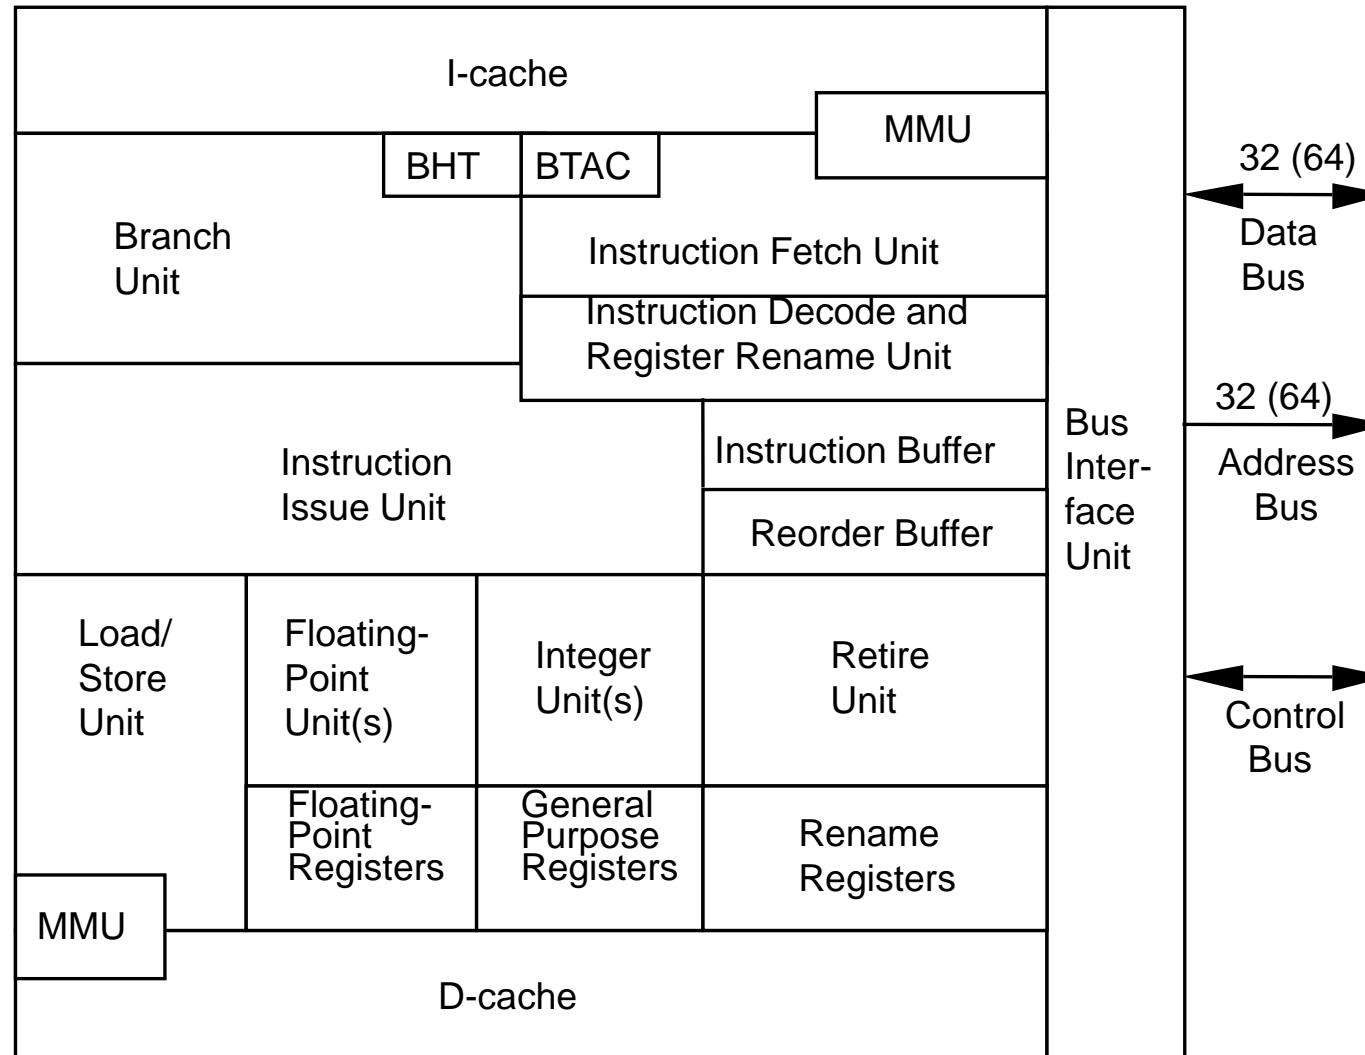 I-cache
MMU
BHT
BTAC
Branch
Unit
Instruction Fetch Unit
Instruction Decode and
Register Rename Unit
Instruction
Issue Unit
Instruction Buffer
Reorder Buffer
Load/
Store
Unit
Floating-
Point
Unit(s)
Integer
Unit(s)
Retire
Unit
Floating-
Point
Registers
General
Purpose
Registers
Rename
Registers
MMU
D-cache
Bus
Inter-
face
Unit
32 (64)
Data
Bus
32 (64)
Address
Bus
Control
Bus